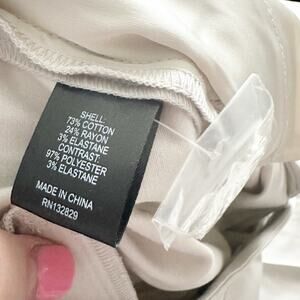 SHELL:
73% COTTON
24% RAYON
3% ELASTANE
CONTRAST:
97% POLYESTER
3% ELASTANE
MADE IN CHINA
RN132829